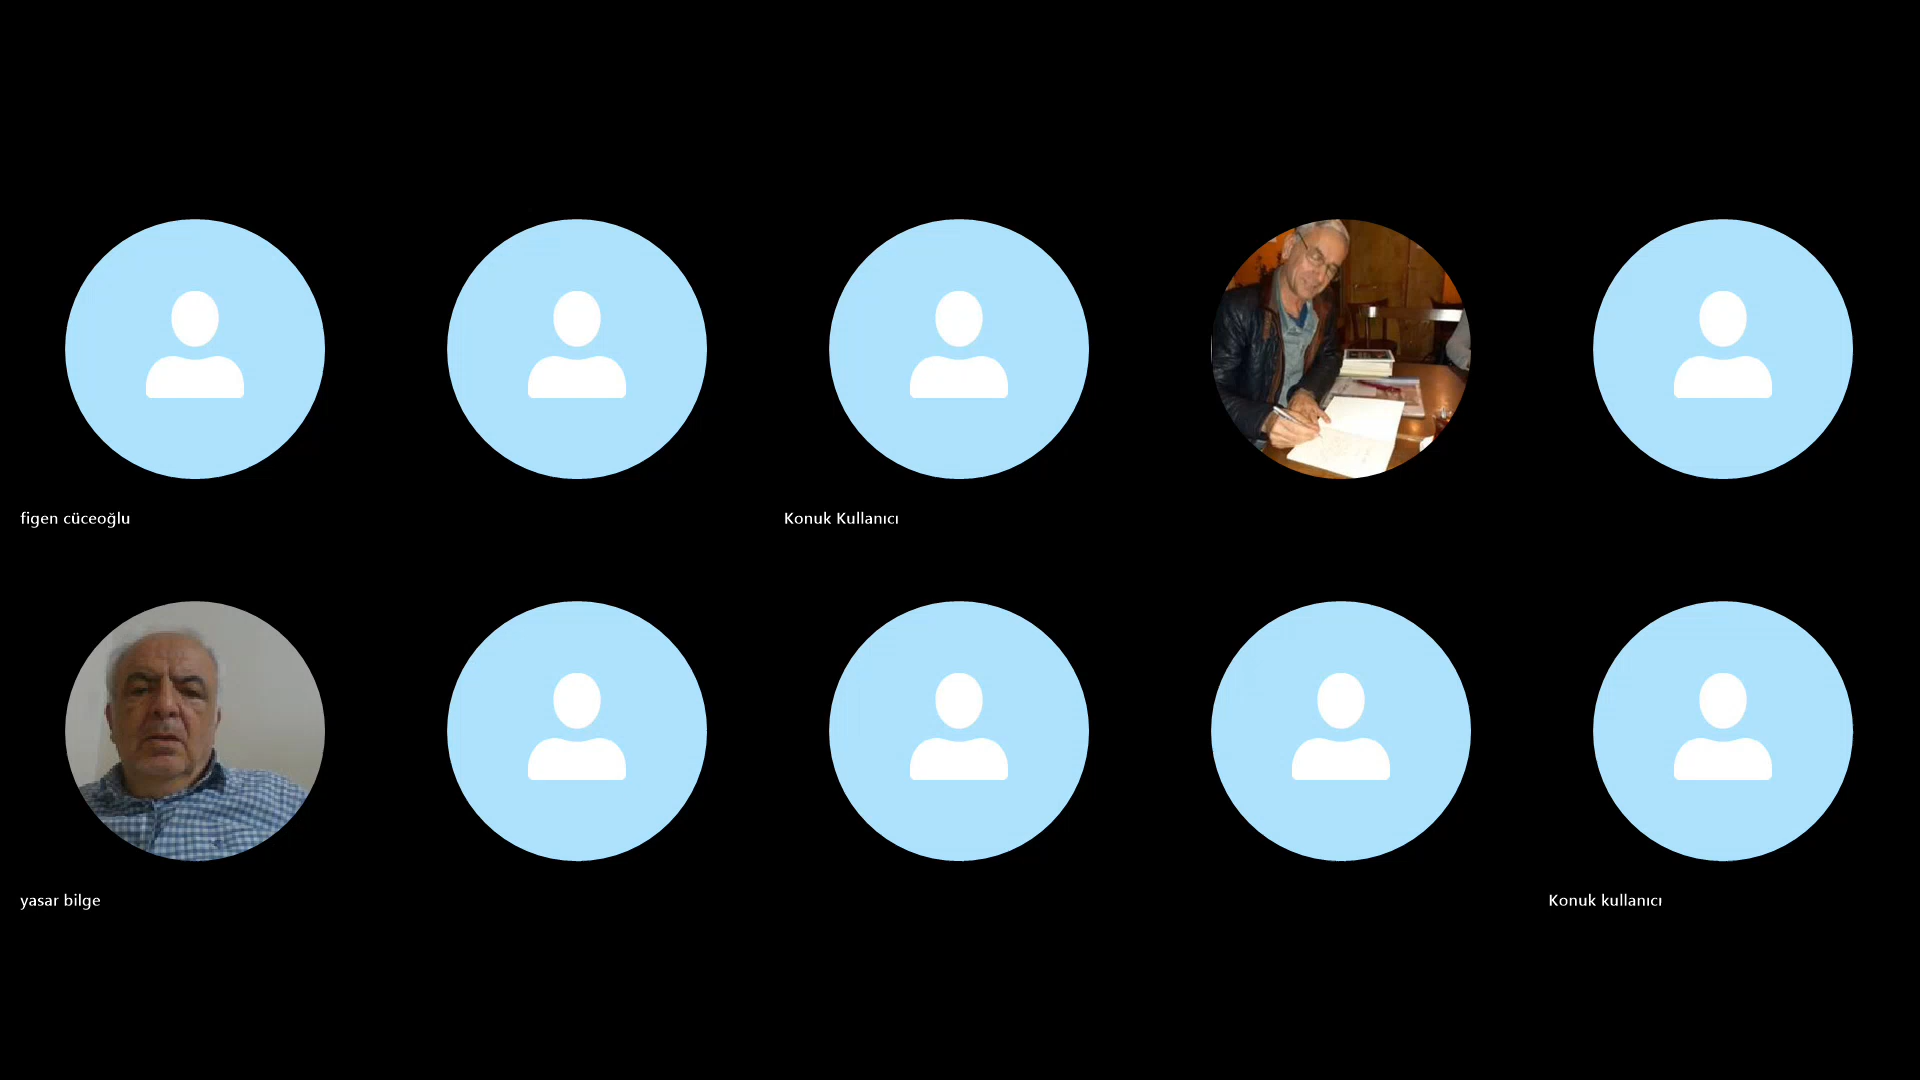 figen cüceoğlu
Konuk Kullanıcı
yasar bilge
Konuk kullanıcı